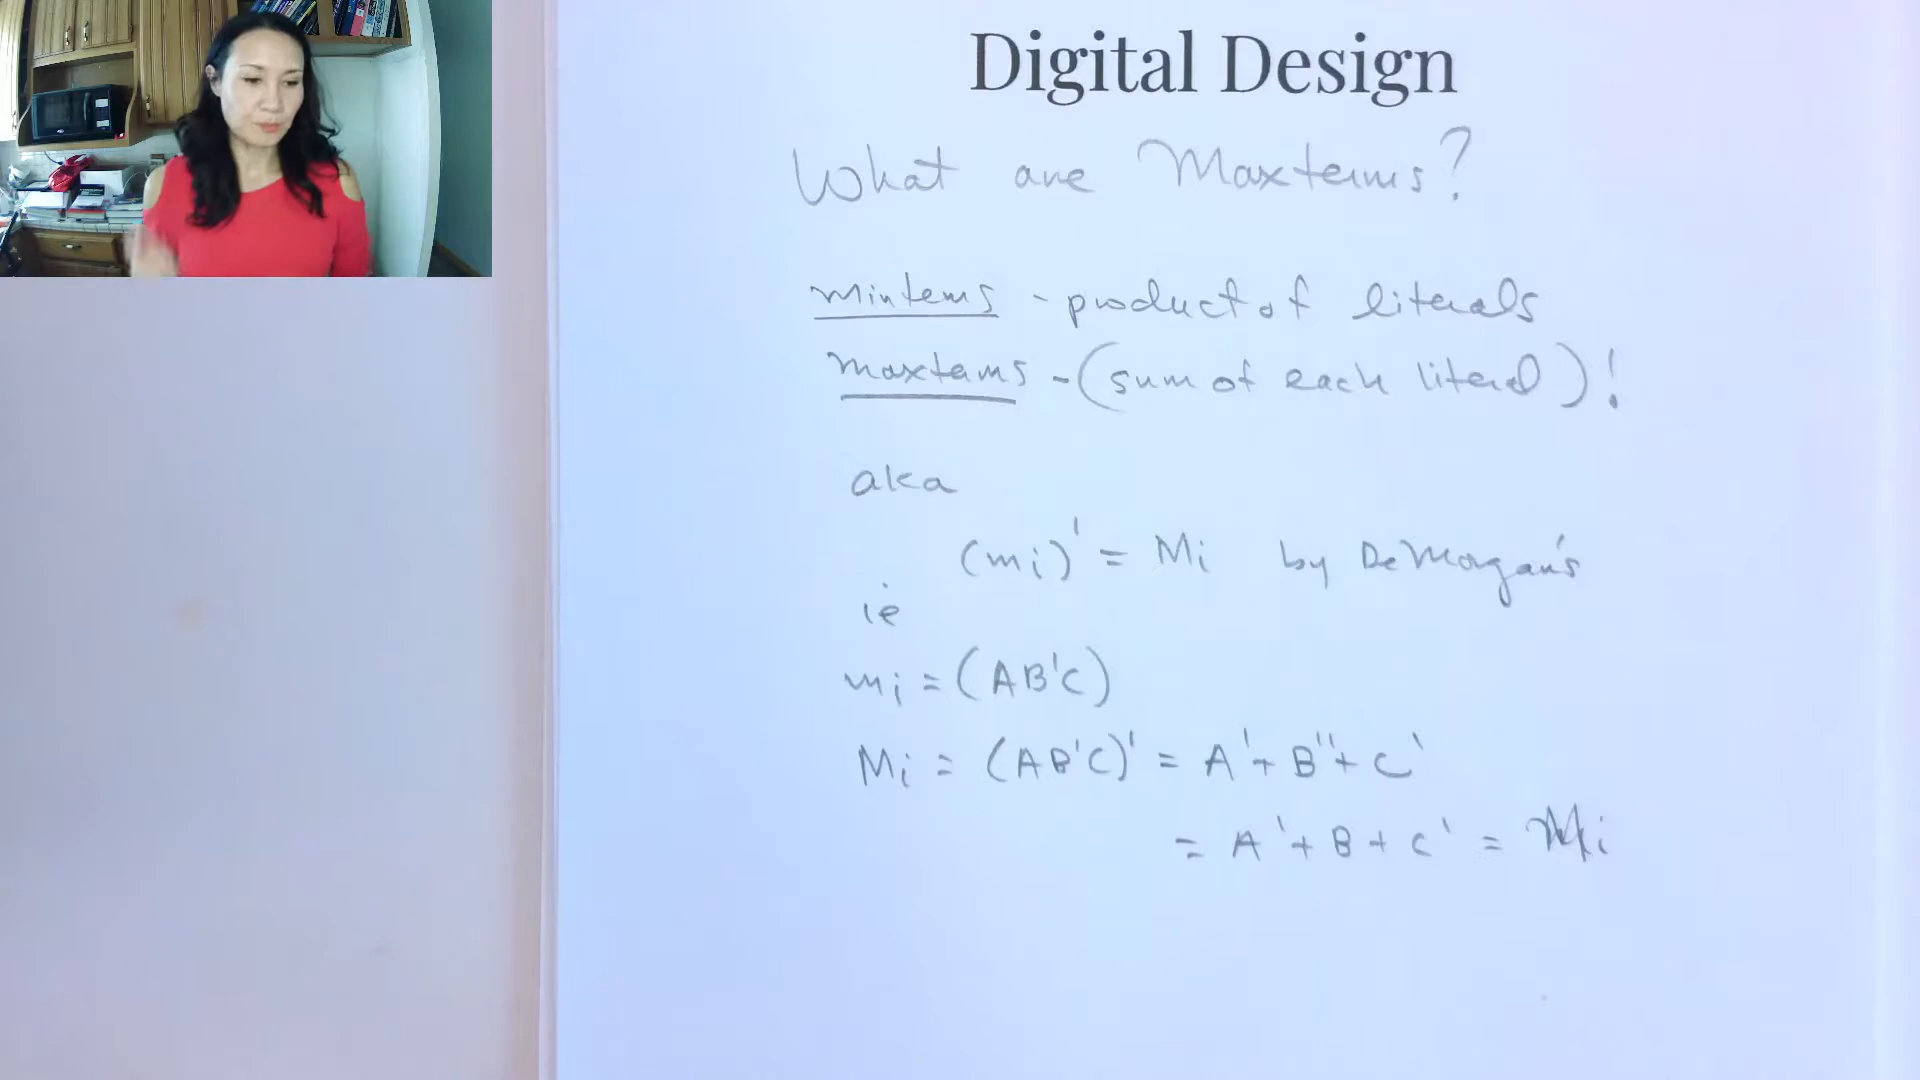 Digital Design
What are Maxterms?
minterms - product of literals
maxterms - (sum of each literal)!
aka
(mi)' = Mi by DeMorgan's
ie
mi = (AB'C)
Mi = (AB'C)' = A' + B'' + C'
= A' + B + C' = Mi